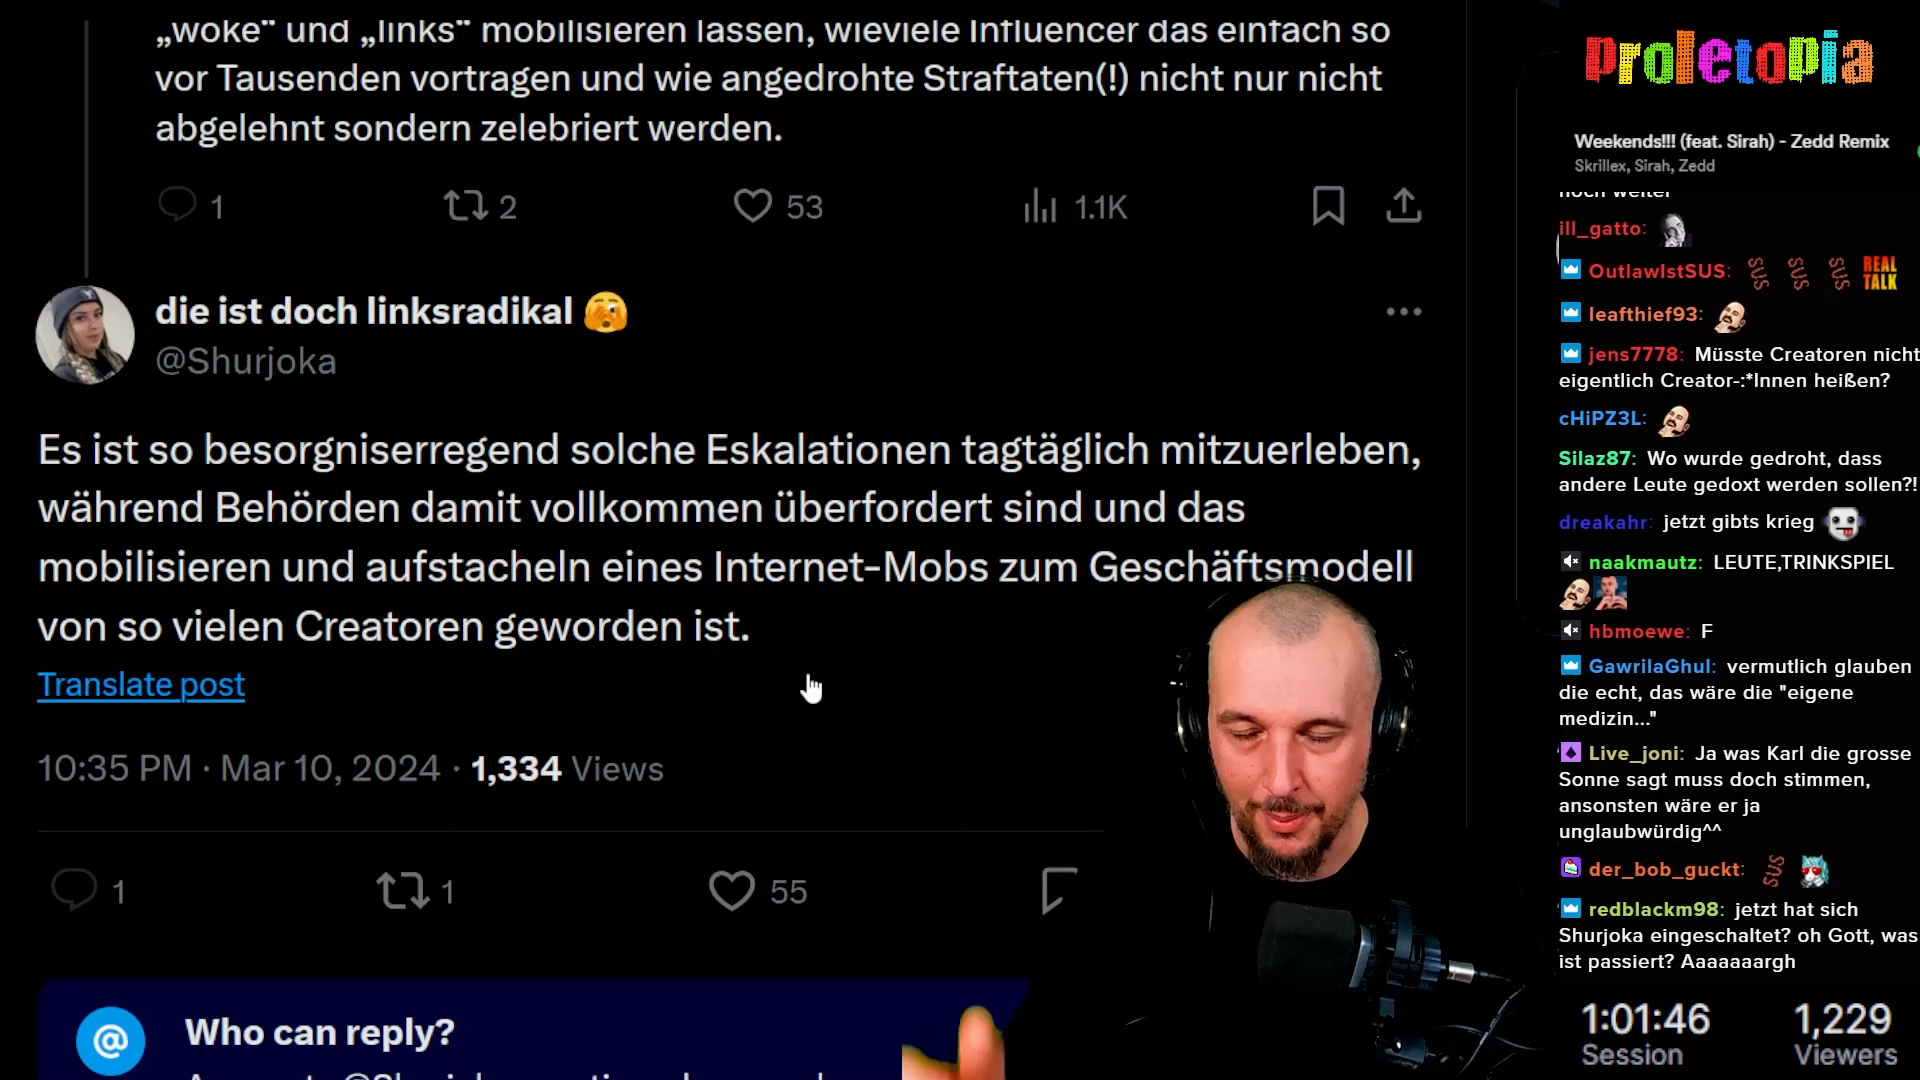 „woke“ und „links“ mobilisieren lassen, wieviele Influencer das einfach so
vor Tausenden vortragen und wie angedrohte Straftaten(!) nicht nur nicht
abgelehnt sondern zelebriert werden.
1
2
53
1.1K
die ist doch linksradikal
@Shurjoka
Es ist so besorgniserregend solche Eskalationen tagtäglich mitzuerleben,
während Behörden damit vollkommen überfordert sind und das
mobilisieren und aufstacheln eines Internet-Mobs zum Geschäftsmodell
von so vielen Creatoren geworden ist.
Translate post
10:35 PM · Mar 10, 2024 · 1,334 Views
1
1
55
@
Who can reply?
Proletopia
Weekends!!! (feat. Sirah) - Zedd Remix
Skrillex, Sirah, Zedd
noch weiter
ill_gatto:
OutlawIstSUS: SUS SUS SUS REAL TALK
leafthief93:
jens7778: Müsste Creatoren nicht
eigentlich Creator-:*Innen heißen?
cHiPZ3L:
Silaz87: Wo wurde gedroht, dass
andere Leute gedoxt werden sollen?!
dreakahr: jetzt gibts krieg
naakmautz: LEUTE,TRINKSPIEL
hbmoewe: F
GawrilaGhul: vermutlich glauben
die echt, das wäre die "eigene
medizin..."
Live_joni: Ja was Karl die grosse
Sonne sagt muss doch stimmen,
ansonsten wäre er ja
unglaubwürdig^^
der_bob_guckt: SUS
redblackm98: jetzt hat sich
Shurjoka eingeschaltet? oh Gott, was
ist passiert? Aaaaaaargh
1:01:46
Session
1,229
Viewers